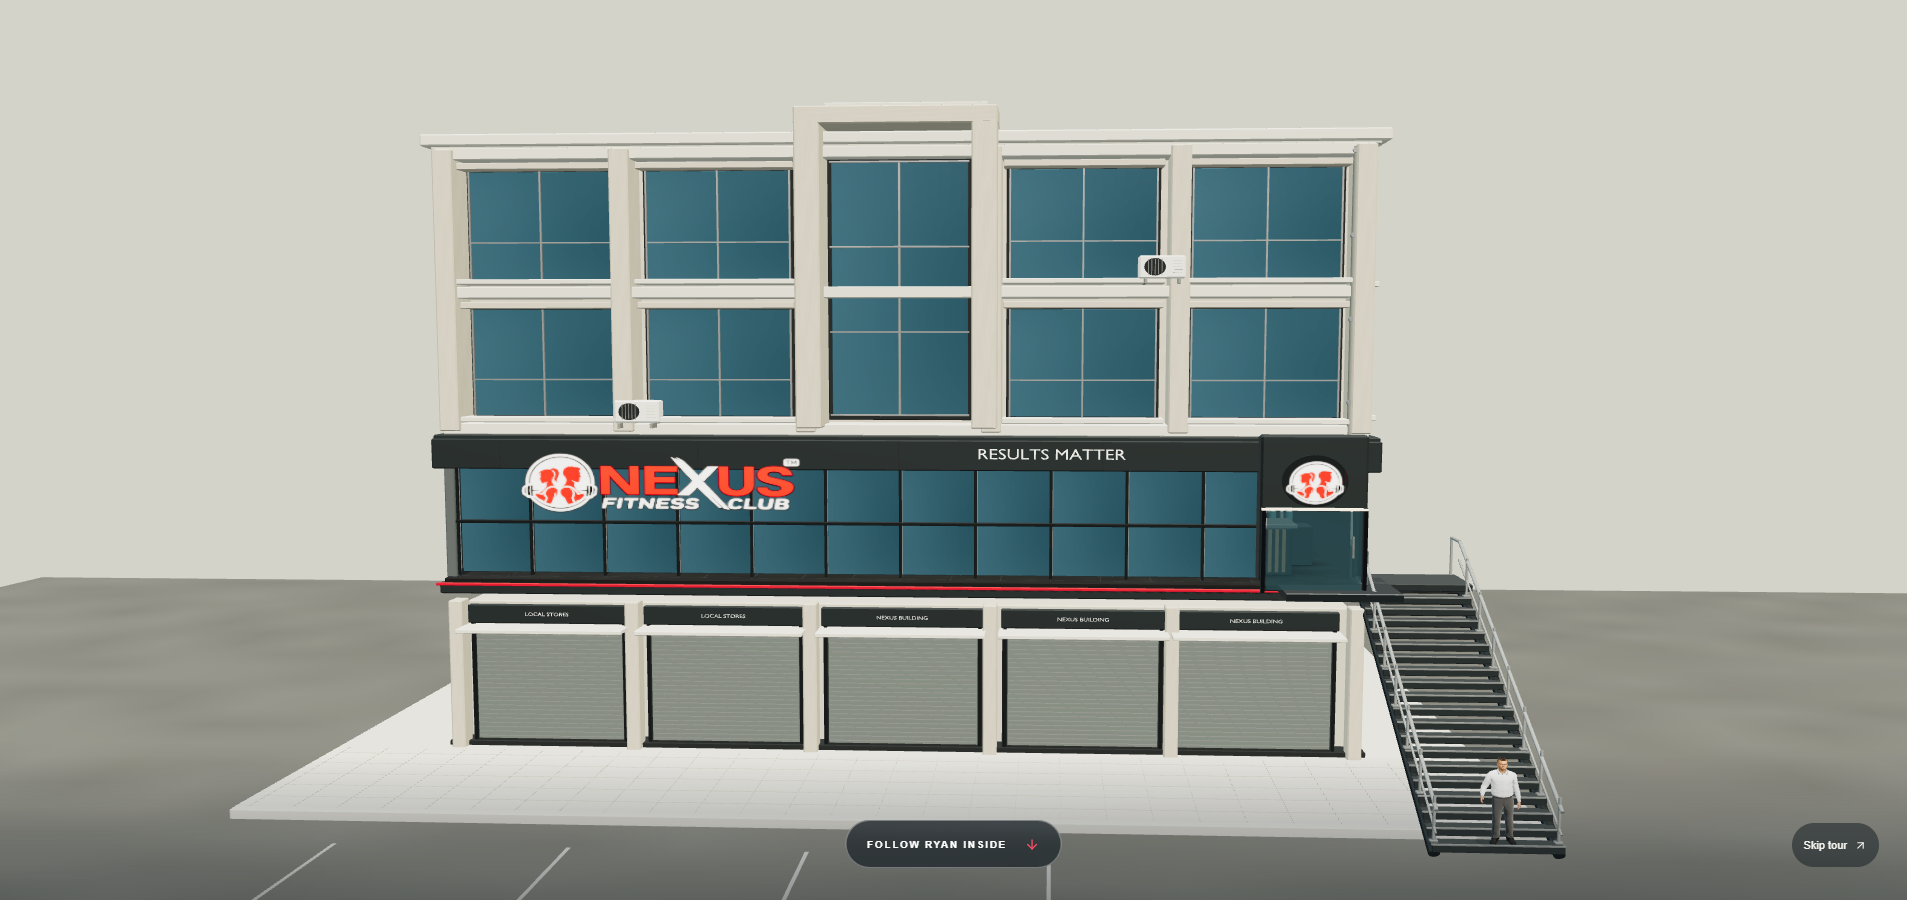 RESULTS MATTER
NEXUS
FITNESS CLUB
LOCAL STORES
LOCAL STORES
NEXUS BUILDING
NEXUS BUILDING
NEXUS BUILDING
FOLLOW RYAN INSIDE
Skip tour